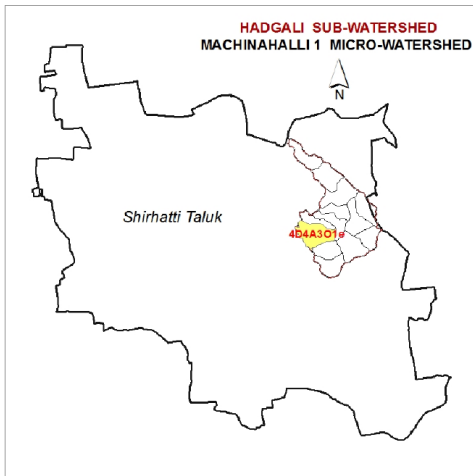 HADGALI SUB-WATERSHED
MACHINAHALLI 1 MICRO-WATERSHED
N
Shirhatti Taluk
4D4A3O1e